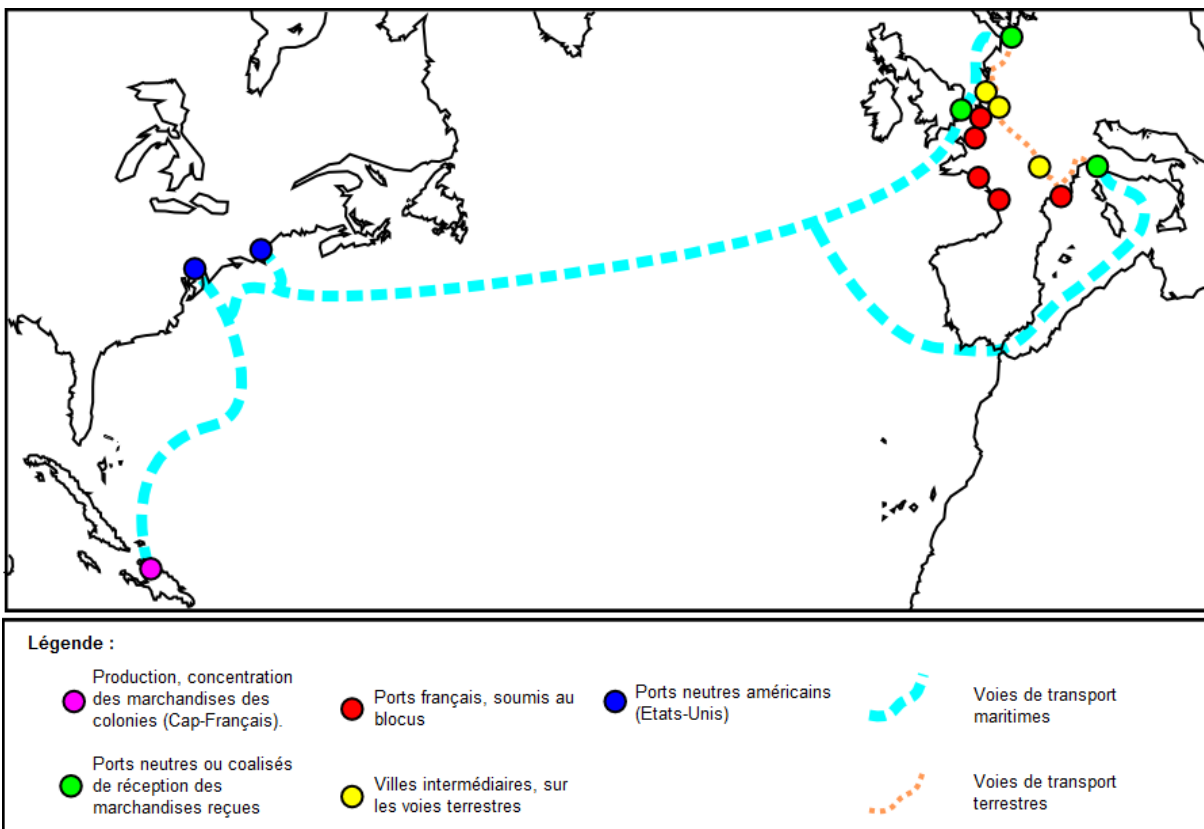 Légende :
Production, concentration
des marchandises des
colonies (Cap-Français).
Ports français, soumis au
blocus
Ports neutres américains
(Etats-Unis)
Voies de transport
maritimes
Ports neutres ou coalisés
de réception des
marchandises reçues
Villes intermédiaires, sur
les voies terrestres
Voies de transport
terrestres